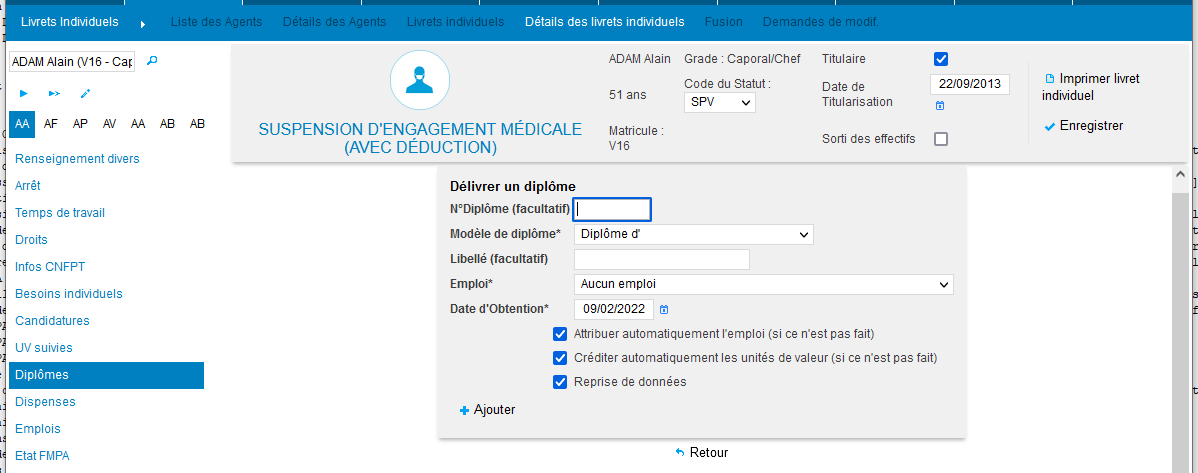 Livrets Individuels
Liste des Agents
Détails des Agents
Livrets individuels
Détails des livrets individuels
Fusion
Demandes de modif
ADAM Alain (V16 - Cap
AA AF AP AV AA AB AB
Renseignement divers
Arrêt
Temps de travail
Droits
Infos CNFPT
Besoins individuels
Candidatures
UV suivies
Diplômes
Dispenses
Emplois
Etat FMPA
SUSPENSION D'ENGAGEMENT MÉDICALE
(AVEC DÉDUCTION)
ADAM Alain
51 ans
Matricule :
V16
Grade : Caporal/Chef
Code du Statut :
SPV
Titulaire
Date de
Titularisation
22/09/2013
Sorti des effectifs
Imprimer livret
individuel
Enregistrer
Délivrer un diplôme
N°Diplôme (facultatif)
Modèle de diplôme* Diplôme d'
Libellé (facultatif)
Emploi* Aucun emploi
Date d'Obtention* 09/02/2022
Attribuer automatiquement l'emploi (si ce n'est pas fait)
Créditer automatiquement les unités de valeur (si ce n'est pas fait)
Reprise de données
Ajouter
Retour